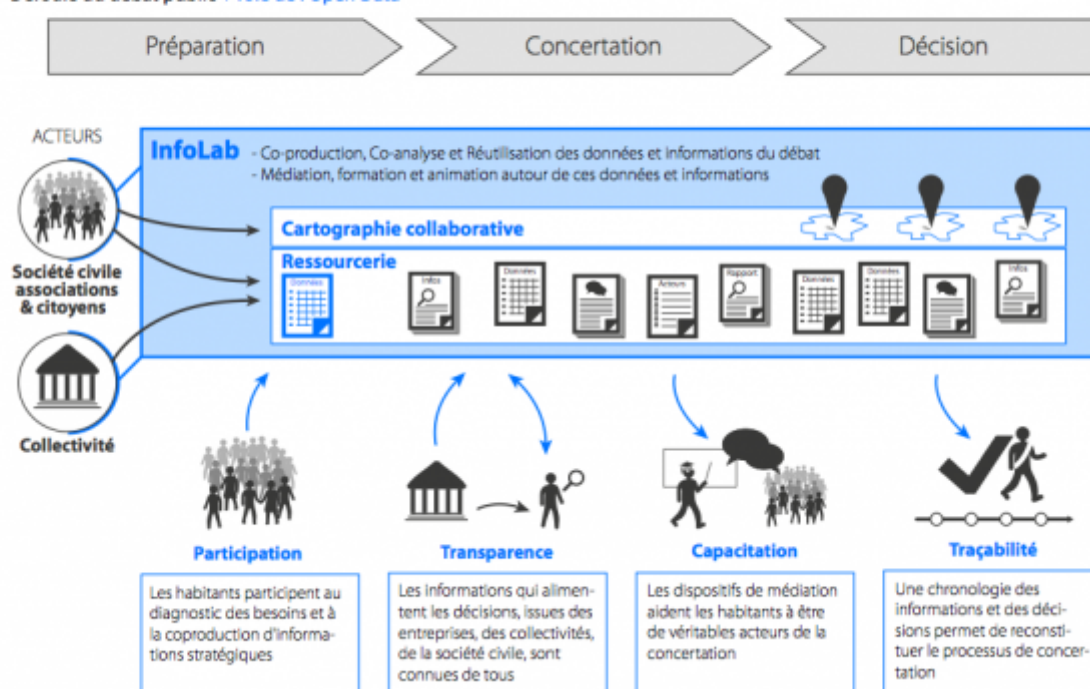 Préparation
Concertation
Décision
ACTEURS
InfoLab
- Co-production, Co-analyse et Réutilisation des données et informations du débat
- Médiation, formation et animation autour de ces données et informations
Cartographie collaborative
Ressourcerie
Données
Infos
Données
Acteurs
Rapport
Données
Données
Infos
Société civile
associations
& citoyens
Collectivité
Participation
Les habitants participent au
diagnostic des besoins et à
la coproduction d'informa-
tions stratégiques
Transparence
Les informations qui alimen-
tent les décisions, issues des
entreprises, des collectivités,
de la société civile, sont
connues de tous
Capacitation
Les dispositifs de médiation
aident les habitants à être
de véritables acteurs de la
concertation
Traçabilité
Une chronologie des
informations et des déci-
sions permet de reconsti-
tuer le processus de concer-
tation